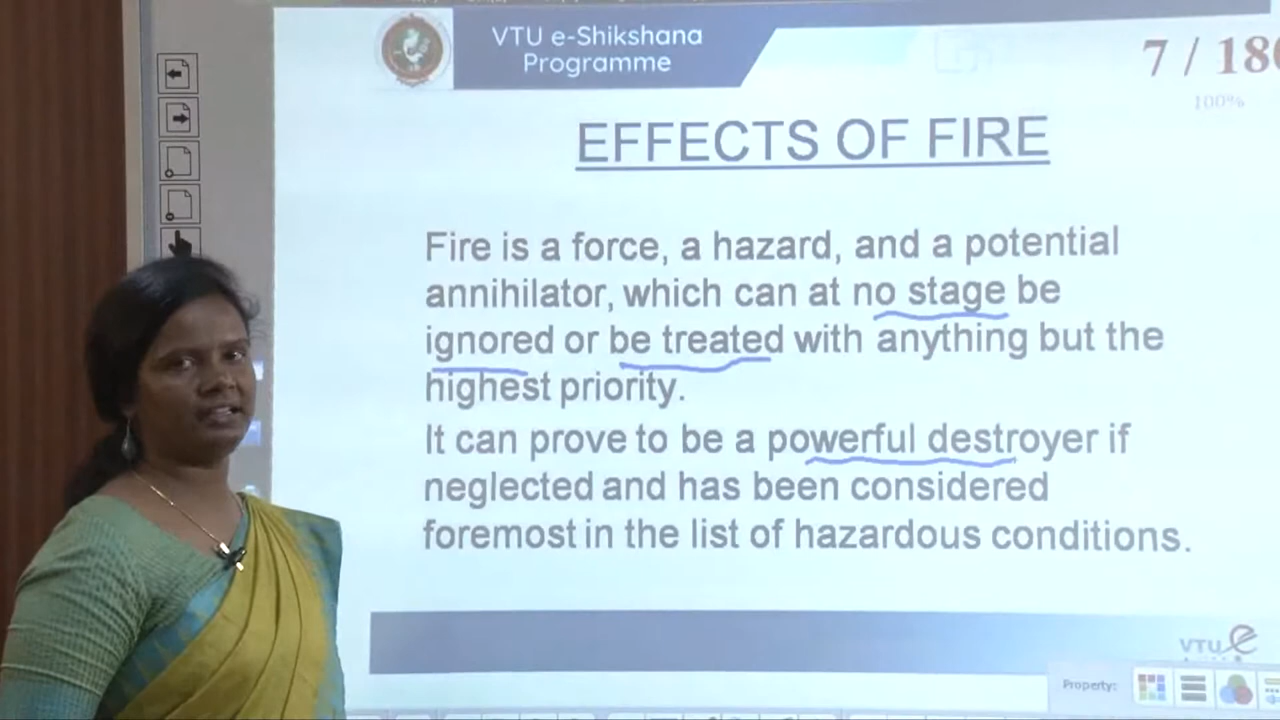 VTU e-Shikshana
Programme
7 / 18
100%
EFFECTS OF FIRE
Fire is a force, a hazard, and a potential
annihilator, which can at no stage be
ignored or be treated with anything but the
highest priority.
It can prove to be a powerful destroyer if
neglected and has been considered
foremost in the list of hazardous conditions.
VTU e
Property: